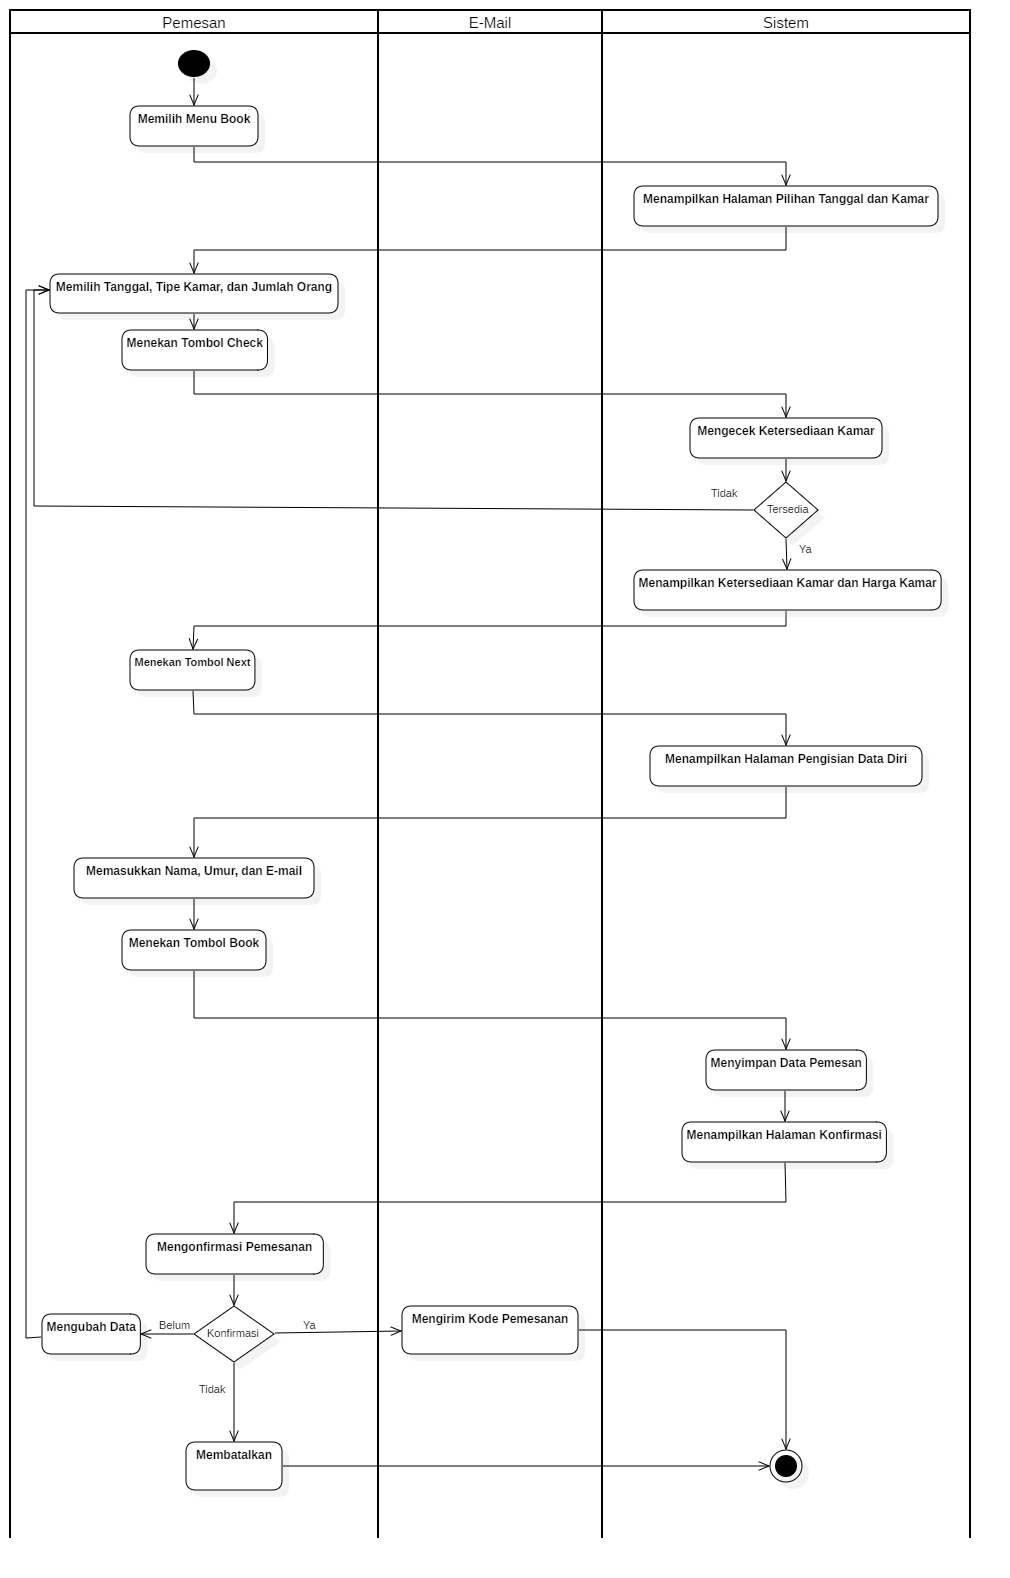 Pemesan
E-Mail
Sistem
Memilih Menu Book
Menampilkan Halaman Pilihan Tanggal dan Kamar
Memilih Tanggal, Tipe Kamar, dan Jumlah Orang
Menekan Tombol Check
Mengecek Ketersediaan Kamar
Tidak
Tersedia
Ya
Menampilkan Ketersediaan Kamar dan Harga Kamar
Menekan Tombol Next
Menampilkan Halaman Pengisian Data Diri
Memasukkan Nama, Umur, dan E-mail
Menekan Tombol Book
Menyimpan Data Pemesan
Menampilkan Halaman Konfirmasi
Mengonfirmasi Pemesanan
Mengubah Data
Belum
Konfirmasi
Ya
Mengirim Kode Pemesanan
Tidak
Membatalkan